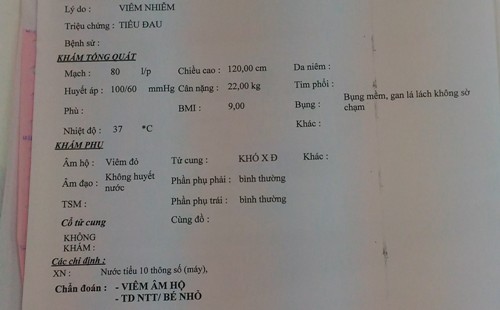 Lý do : VIÊM NHIỄM
Triệu chứng : TIỂU ĐAU
Bệnh sử :
KHÁM TỔNG QUÁT
Mạch : 80 l/p Chiều cao : 120,00 cm Da niêm :
Huyết áp : 100/60 mmHg Cân nặng : 22,00 kg Tim phổi :
Phù : BMI : 9,00 Bụng : Bụng mềm, gan lá lách không sờ chạm
Nhiệt độ : 37 *C Khác :
KHÁM PHỤ
Âm hộ : Viêm đỏ Tử cung : KHÓ X Đ Khác :
Âm đạo : Không huyết nước Phần phụ phải : bình thường
TSM : Phần phụ trái : bình thường
Cổ tử cung Cùng đồ :
KHÔNG
KHÁM :
Các chỉ định :
XN : Nước tiểu 10 thông số (máy),
Chẩn đoán : - VIÊM ÂM HỘ
- TD NTT/ BÉ NHỎ